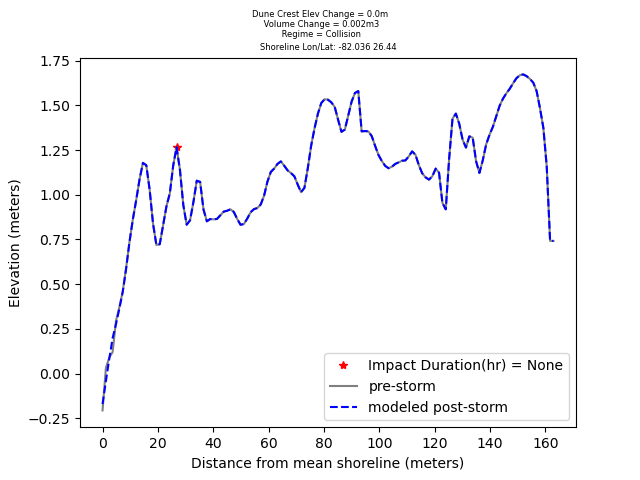 Dune Crest Elev Change = 0.0m
Volume Change = 0.002m3
Regime = Collision
Shoreline Lon/Lat: -82.036 26.44
1.75
1.50
1.25
1.00
0.75
0.50
0.25
0.00
−0.25
Elevation (meters)
Impact Duration(hr) = None
pre-storm
modeled post-storm
0 20 40 60 80 100 120 140 160
Distance from mean shoreline (meters)